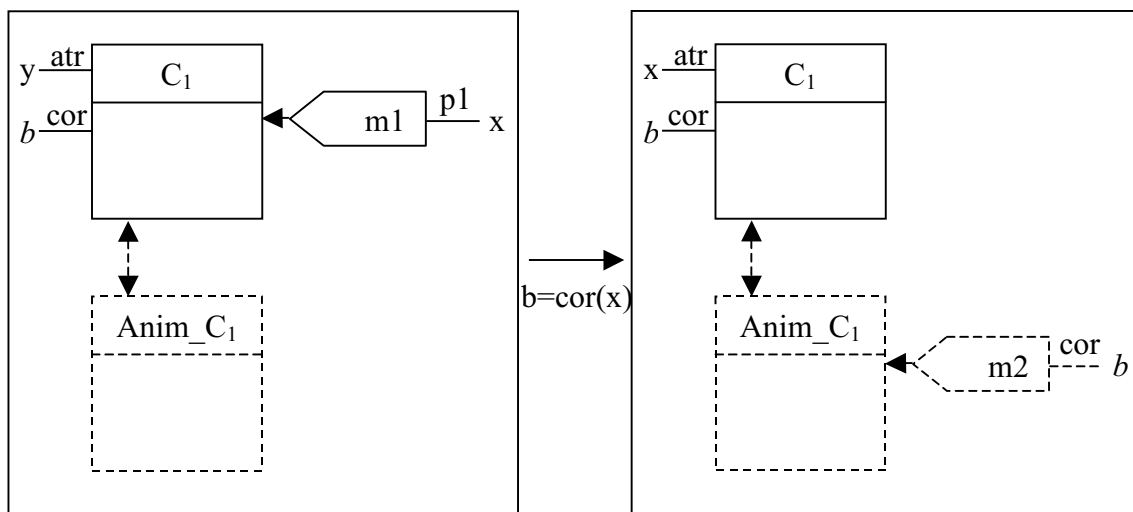 y atr C₁
b cor
m1 p1 x
Anim_C₁
b=cor(x)
x atr C₁
b cor
Anim_C₁
m2 cor b